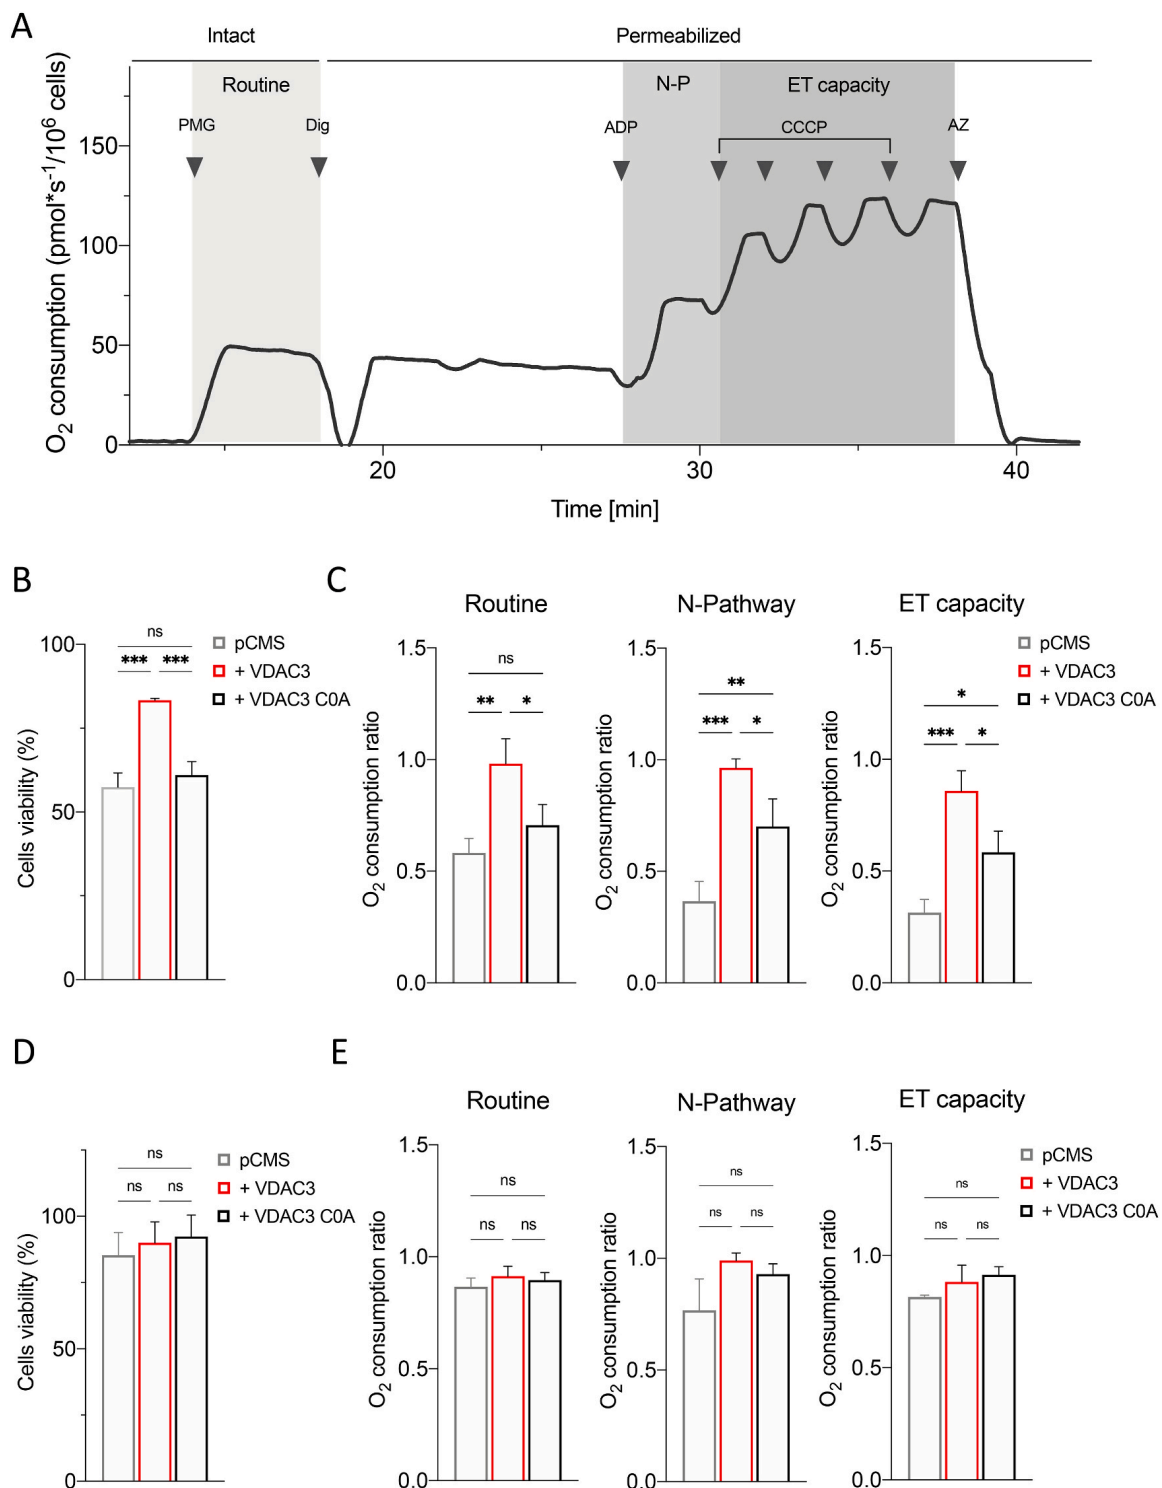 A
Intact
Permeabilized
Routine
N-P
ET capacity
PMG
Dig
ADP
CCCP
AZ
O2 consumption (pmol*s⁻¹/10⁶ cells)
150
100
50
0
20
30
40
Time [min]
B
C
Routine
N-Pathway
ET capacity
ns
*** ***
pCMS
+ VDAC3
+ VDAC3 C0A
Cells viability (%)
100
50
0
ns
** *
O2 consumption ratio
1.5
1.0
0.5
0.0
**
*** *
O2 consumption ratio
1.5
1.0
0.5
0.0
*
*** *
O2 consumption ratio
1.5
1.0
0.5
0.0
pCMS
+ VDAC3
+ VDAC3 C0A
D
E
Routine
N-Pathway
ET capacity
ns
ns ns
pCMS
+ VDAC3
+ VDAC3 C0A
Cells viability (%)
100
50
0
ns
ns ns
O2 consumption ratio
1.5
1.0
0.5
0.0
ns
ns ns
O2 consumption ratio
1.5
1.0
0.5
0.0
ns
ns ns
O2 consumption ratio
1.5
1.0
0.5
0.0
pCMS
+ VDAC3
+ VDAC3 C0A